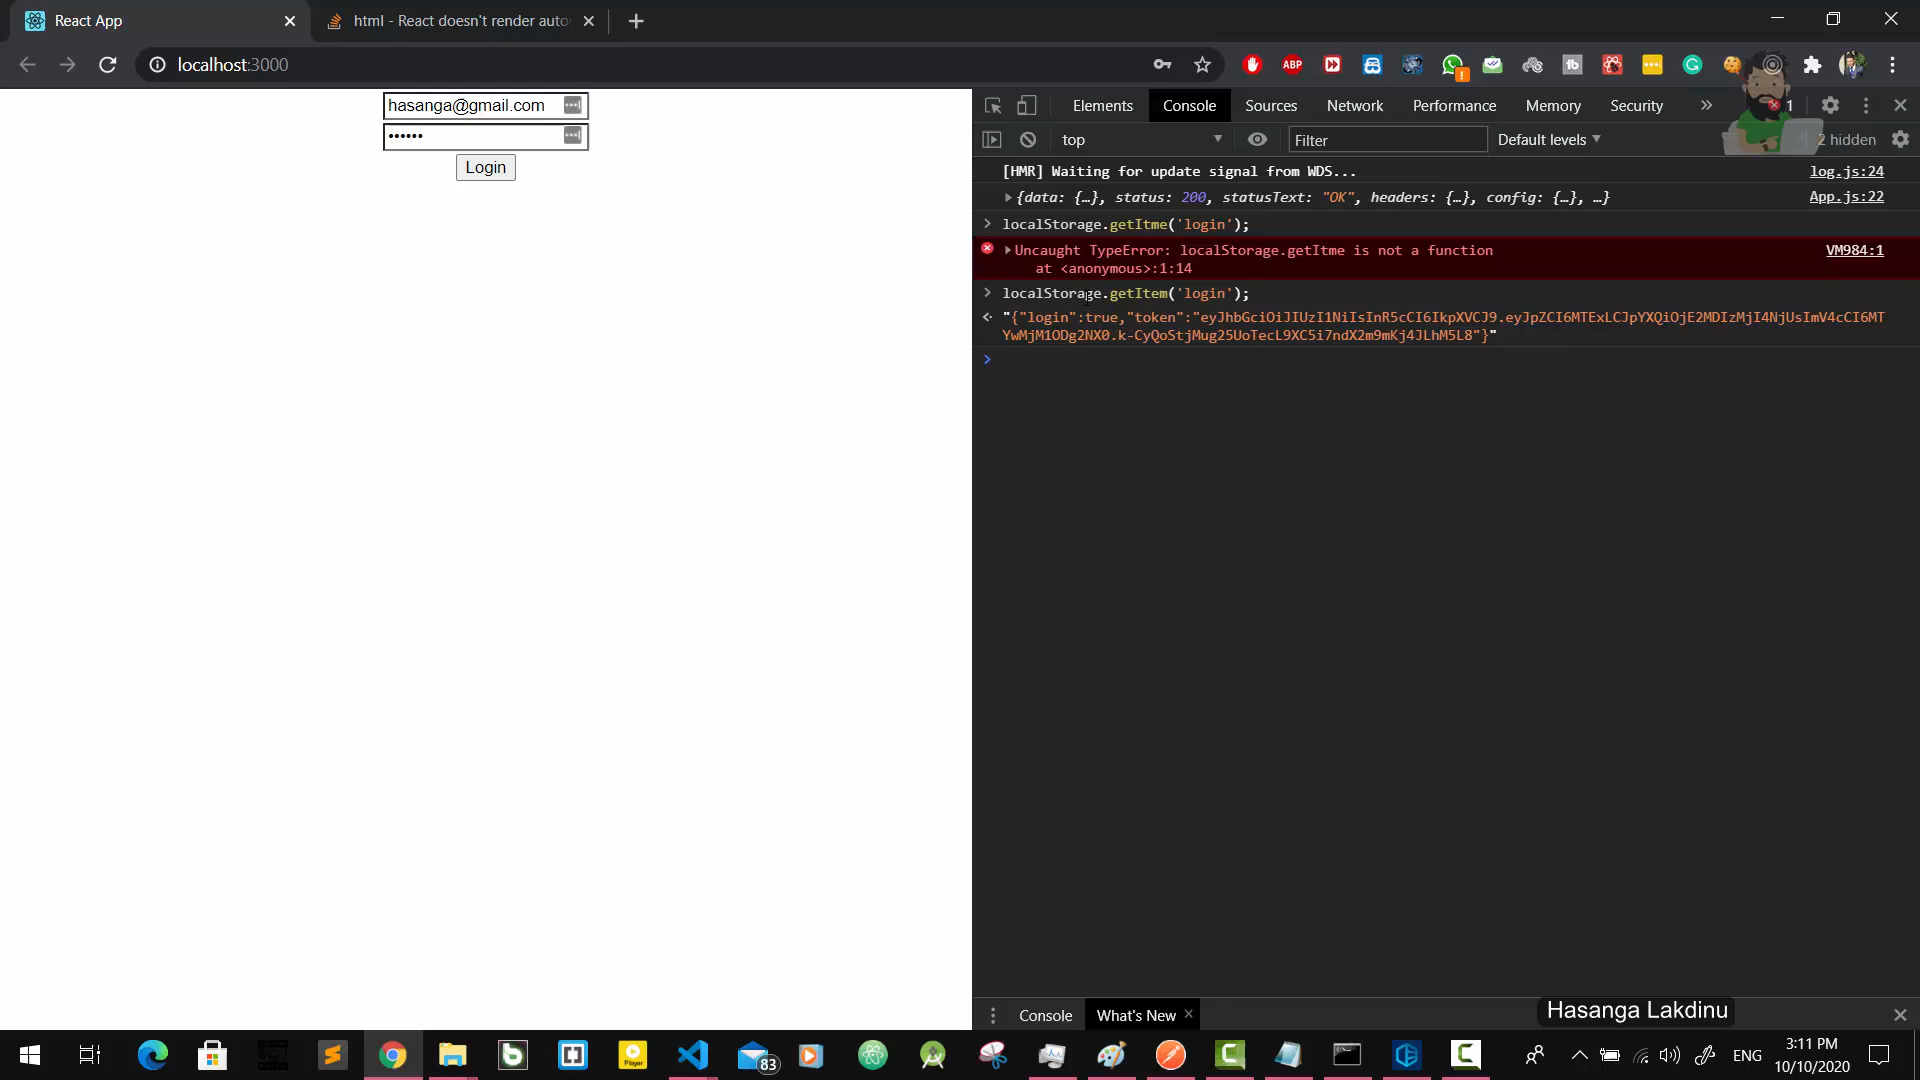 React App
html - React doesn't render auto
localhost:3000
ABP
hasanga@gmail.com
••••••
Login
Elements
Console
Sources
Network
Performance
Memory
Security
1
top
Filter
Default levels
2 hidden
[HMR] Waiting for update signal from WDS...
log.js:24
{data: {…}, status: 200, statusText: "OK", headers: {…}, config: {…}, …}
App.js:22
localStorage.getItme('login');
Uncaught TypeError: localStorage.getItme is not a function
VM984:1
at <anonymous>:1:14
localStorage.getItem('login');
"{"login":true,"token":"eyJhbGciOiJIUzI1NiIsInR5cCI6IkpXVCJ9.eyJpZCI6MTExLCJpYXQiOjE2MDIzMjI4NjUsImV4cCI6MT
YwMjM1ODg2NX0.k-CyQoStjMug25UoTecL9XC5i7ndX2m9mKj4JLhM5L8"}"
Console
What's New
Hasanga Lakdinu
83
ENG
3:11 PM
10/10/2020